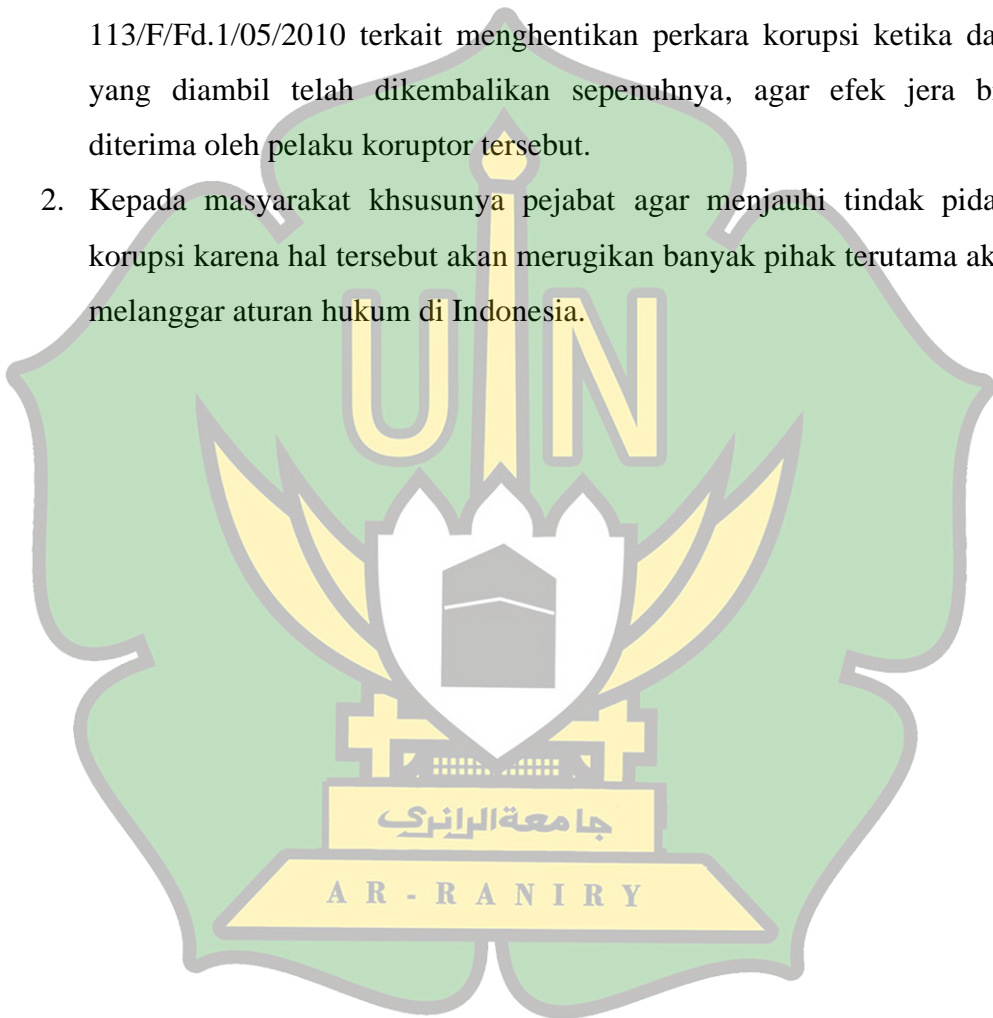 113/F/Fd.1/05/2010 terkait menghentikan perkara korupsi ketika da
yang diambil telah dikembalikan sepenuhnya, agar efek jera b
diterima oleh pelaku koruptor tersebut.
2. Kepada masyarakat khsusunya pejabat agar menjauhi tindak pida
korupsi karena hal tersebut akan merugikan banyak pihak terutama ak
melanggar aturan hukum di Indonesia.
UIN
جامعة الرانري
AR-RANIRY